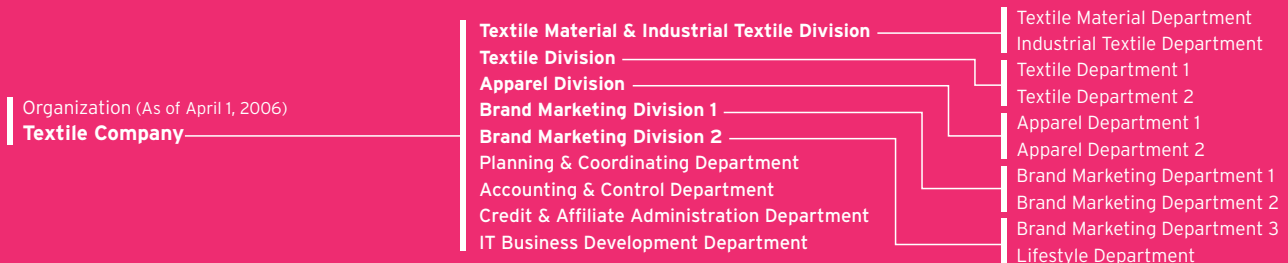 Organization (As of April 1, 2006)
Textile Company
Textile Material & Industrial Textile Division
Textile Division
Apparel Division
Brand Marketing Division 1
Brand Marketing Division 2
Planning & Coordinating Department
Accounting & Control Department
Credit & Affiliate Administration Department
IT Business Development Department
Textile Material Department
Industrial Textile Department
Textile Department 1
Textile Department 2
Apparel Department 1
Apparel Department 2
Brand Marketing Department 1
Brand Marketing Department 2
Brand Marketing Department 3
Lifestyle Department